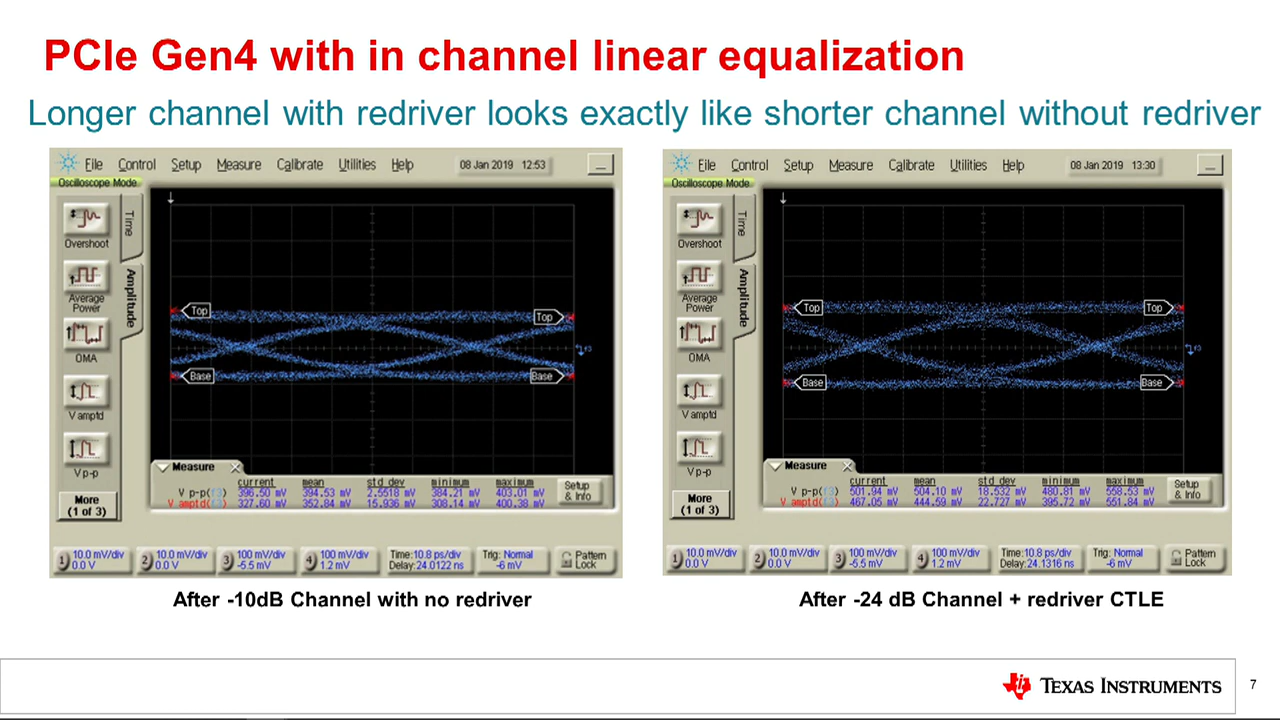 PCIe Gen4 with in channel linear equalization
Longer channel with redriver looks exactly like shorter channel without redriver
File Control Setup Measure Calibrate Utilities Help 08 Jan 2019 12:53
Oscilloscope Mode
Time
Amplitude
Overshoot
Average
Power
OMA
V amptd
V p-p
More
(1 of 3)
Top
Top
Base
Base
Measure
current mean std dev minimum maximum
V p-p( 396.50 mV 394.53 mV 2.5518 mV 384.21 mV 403.01 mV
V amptd( 327.60 mV 352.84 mV 15.936 mV 308.14 mV 400.38 mV
Setup
& Info
1 10.0 mV/div 0.0 V
2 10.0 mV/div 0.0 V
3 100 mV/div -5.5 mV
4 100 mV/div 1.2 mV
Time:10.8 ps/div
Delay:24.0122 ns
Trig: Normal
-6 mV
Pattern
Lock
After -10dB Channel with no redriver
File Control Setup Measure Calibrate Utilities Help 08 Jan 2019 13:30
Oscilloscope Mode
Time
Amplitude
Overshoot
Average
Power
OMA
V amptd
V p-p
More
(1 of 3)
Top
Top
Base
Base
Measure
current mean std dev minimum maximum
V p-p( 501.94 mV 504.10 mV 18.532 mV 480.81 mV 558.53 mV
V amptd( 467.05 mV 444.59 mV 22.727 mV 395.72 mV 551.84 mV
Setup
& Info
1 10.0 mV/div 0.0 V
2 10.0 mV/div 0.0 V
3 100 mV/div -5.5 mV
4 100 mV/div 1.2 mV
Time:10.8 ps/div
Delay:24.1316 ns
Trig: Normal
-6 mV
Pattern
Lock
After -24 dB Channel + redriver CTLE
TEXAS INSTRUMENTS
7